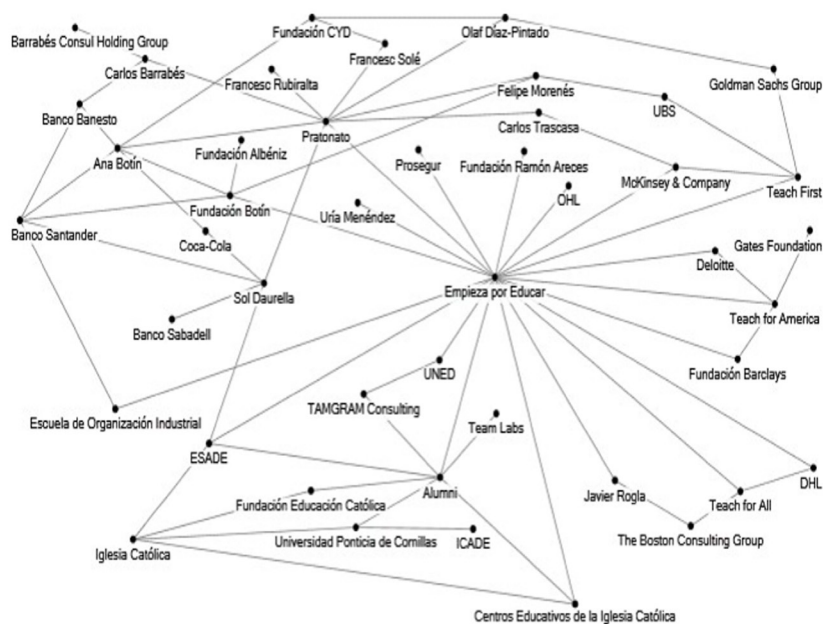 Fundación CYD
Olaf Diaz-Pintado
Barrabés Consul Holding Group
Francesc Solé
Carlos Barrabés
Francesc Rubiralta
Felipe Morenés
Goldman Sachs Group
Banco Banesto
UBS
Pratonato
Carlos Trascasa
Fundación Albéniz
Ana Botín
Prosegur
Fundación Ramón Areces
McKinsey & Company
Teach First
OHL
Fundación Botín
Uría Menéndez
Banco Santander
Coca-Cola
Gates Foundation
Deloitte
Sol Daurella
Empieza por Educar
Teach for America
Banco Sabadell
UNED
Fundación Barclays
TAMGRAM Consulting
Escuela de Organización Industrial
Team Labs
ESADE
DHL
Javier Rogla
Alumni
Teach for All
Fundación Educación Católica
The Boston Consulting Group
Iglesia Católica
Universidad Ponticia de Comillas
ICADE
Centros Educativos de la Iglesia Católica